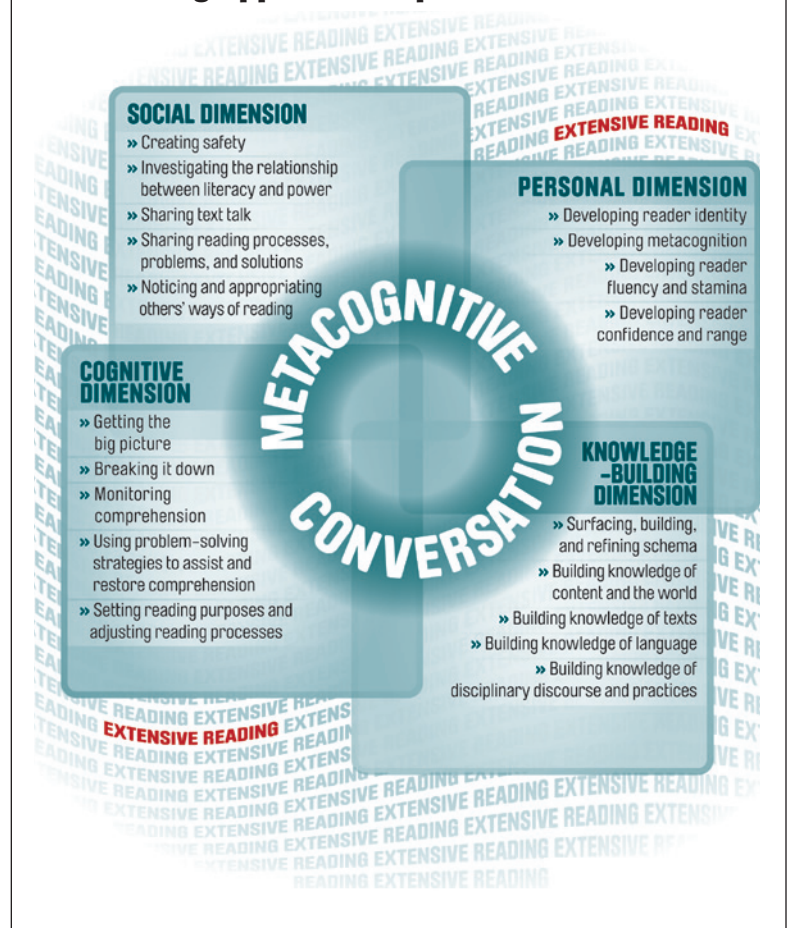 SOCIAL DIMENSION
» Creating safety
» Investigating the relationship
between literacy and power
» Sharing text talk
» Sharing reading processes,
problems, and solutions
» Noticing and appropriating
others' ways of reading
EXTENSIVE READING
PERSONAL DIMENSION
» Developing reader identity
» Developing metacognition
» Developing reader
fluency and stamina
» Developing reader
confidence and range
METACOGNITIVE
CONVERSATION
COGNITIVE
DIMENSION
» Getting the
big picture
» Breaking it down
» Monitoring
comprehension
» Using problem-solving
strategies to assist and
restore comprehension
» Setting reading purposes and
adjusting reading processes
KNOWLEDGE
-BUILDING
DIMENSION
» Surfacing, building,
and refining schema
» Building knowledge of
content and the world
» Building knowledge of texts
» Building knowledge of language
» Building knowledge of
disciplinary discourse and practices
EXTENSIVE READING